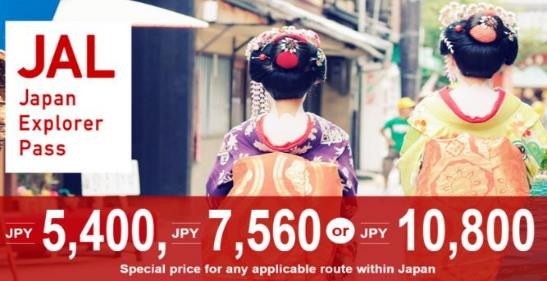 JAL
Japan
Explorer
Pass
JPY 5,400, JPY 7,560 or JPY 10,800
Special price for any applicable route within Japan